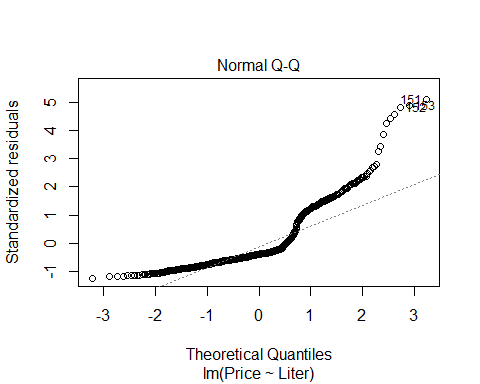 Normal Q-Q
Standardized residuals
5
4
3
2
1
0
-1
151
153
152
-3 -2 -1 0 1 2 3
Theoretical Quantiles
lm(Price ~ Liter)